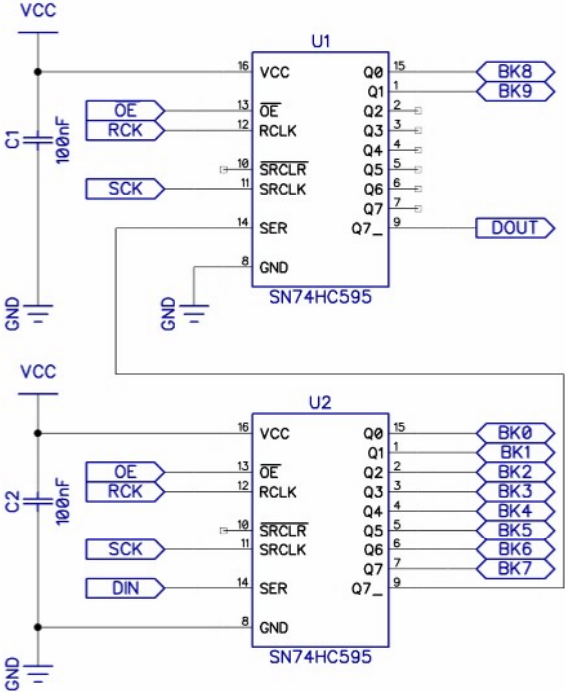 VCC
U1
16 VCC Q0 15 BK8
Q1 1 BK9
OE 13 OE Q2 2
RCK 12 RCLK Q3 3
C1 100nF
Q4 4
10 SRCLR Q5 5
SCK 11 SRCLK Q6 6
Q7 7
14 SER Q7_ 9 DOUT
8 GND
SN74HC595
GND GND
VCC
U2
16 VCC Q0 15 BK0
Q1 1 BK1
OE 13 OE Q2 2 BK2
RCK 12 RCLK Q3 3 BK3
C2 100nF
Q4 4 BK4
10 SRCLR Q5 5 BK5
SCK 11 SRCLK Q6 6 BK6
Q7 7 BK7
DIN 14 SER Q7_ 9
8 GND
SN74HC595
GND